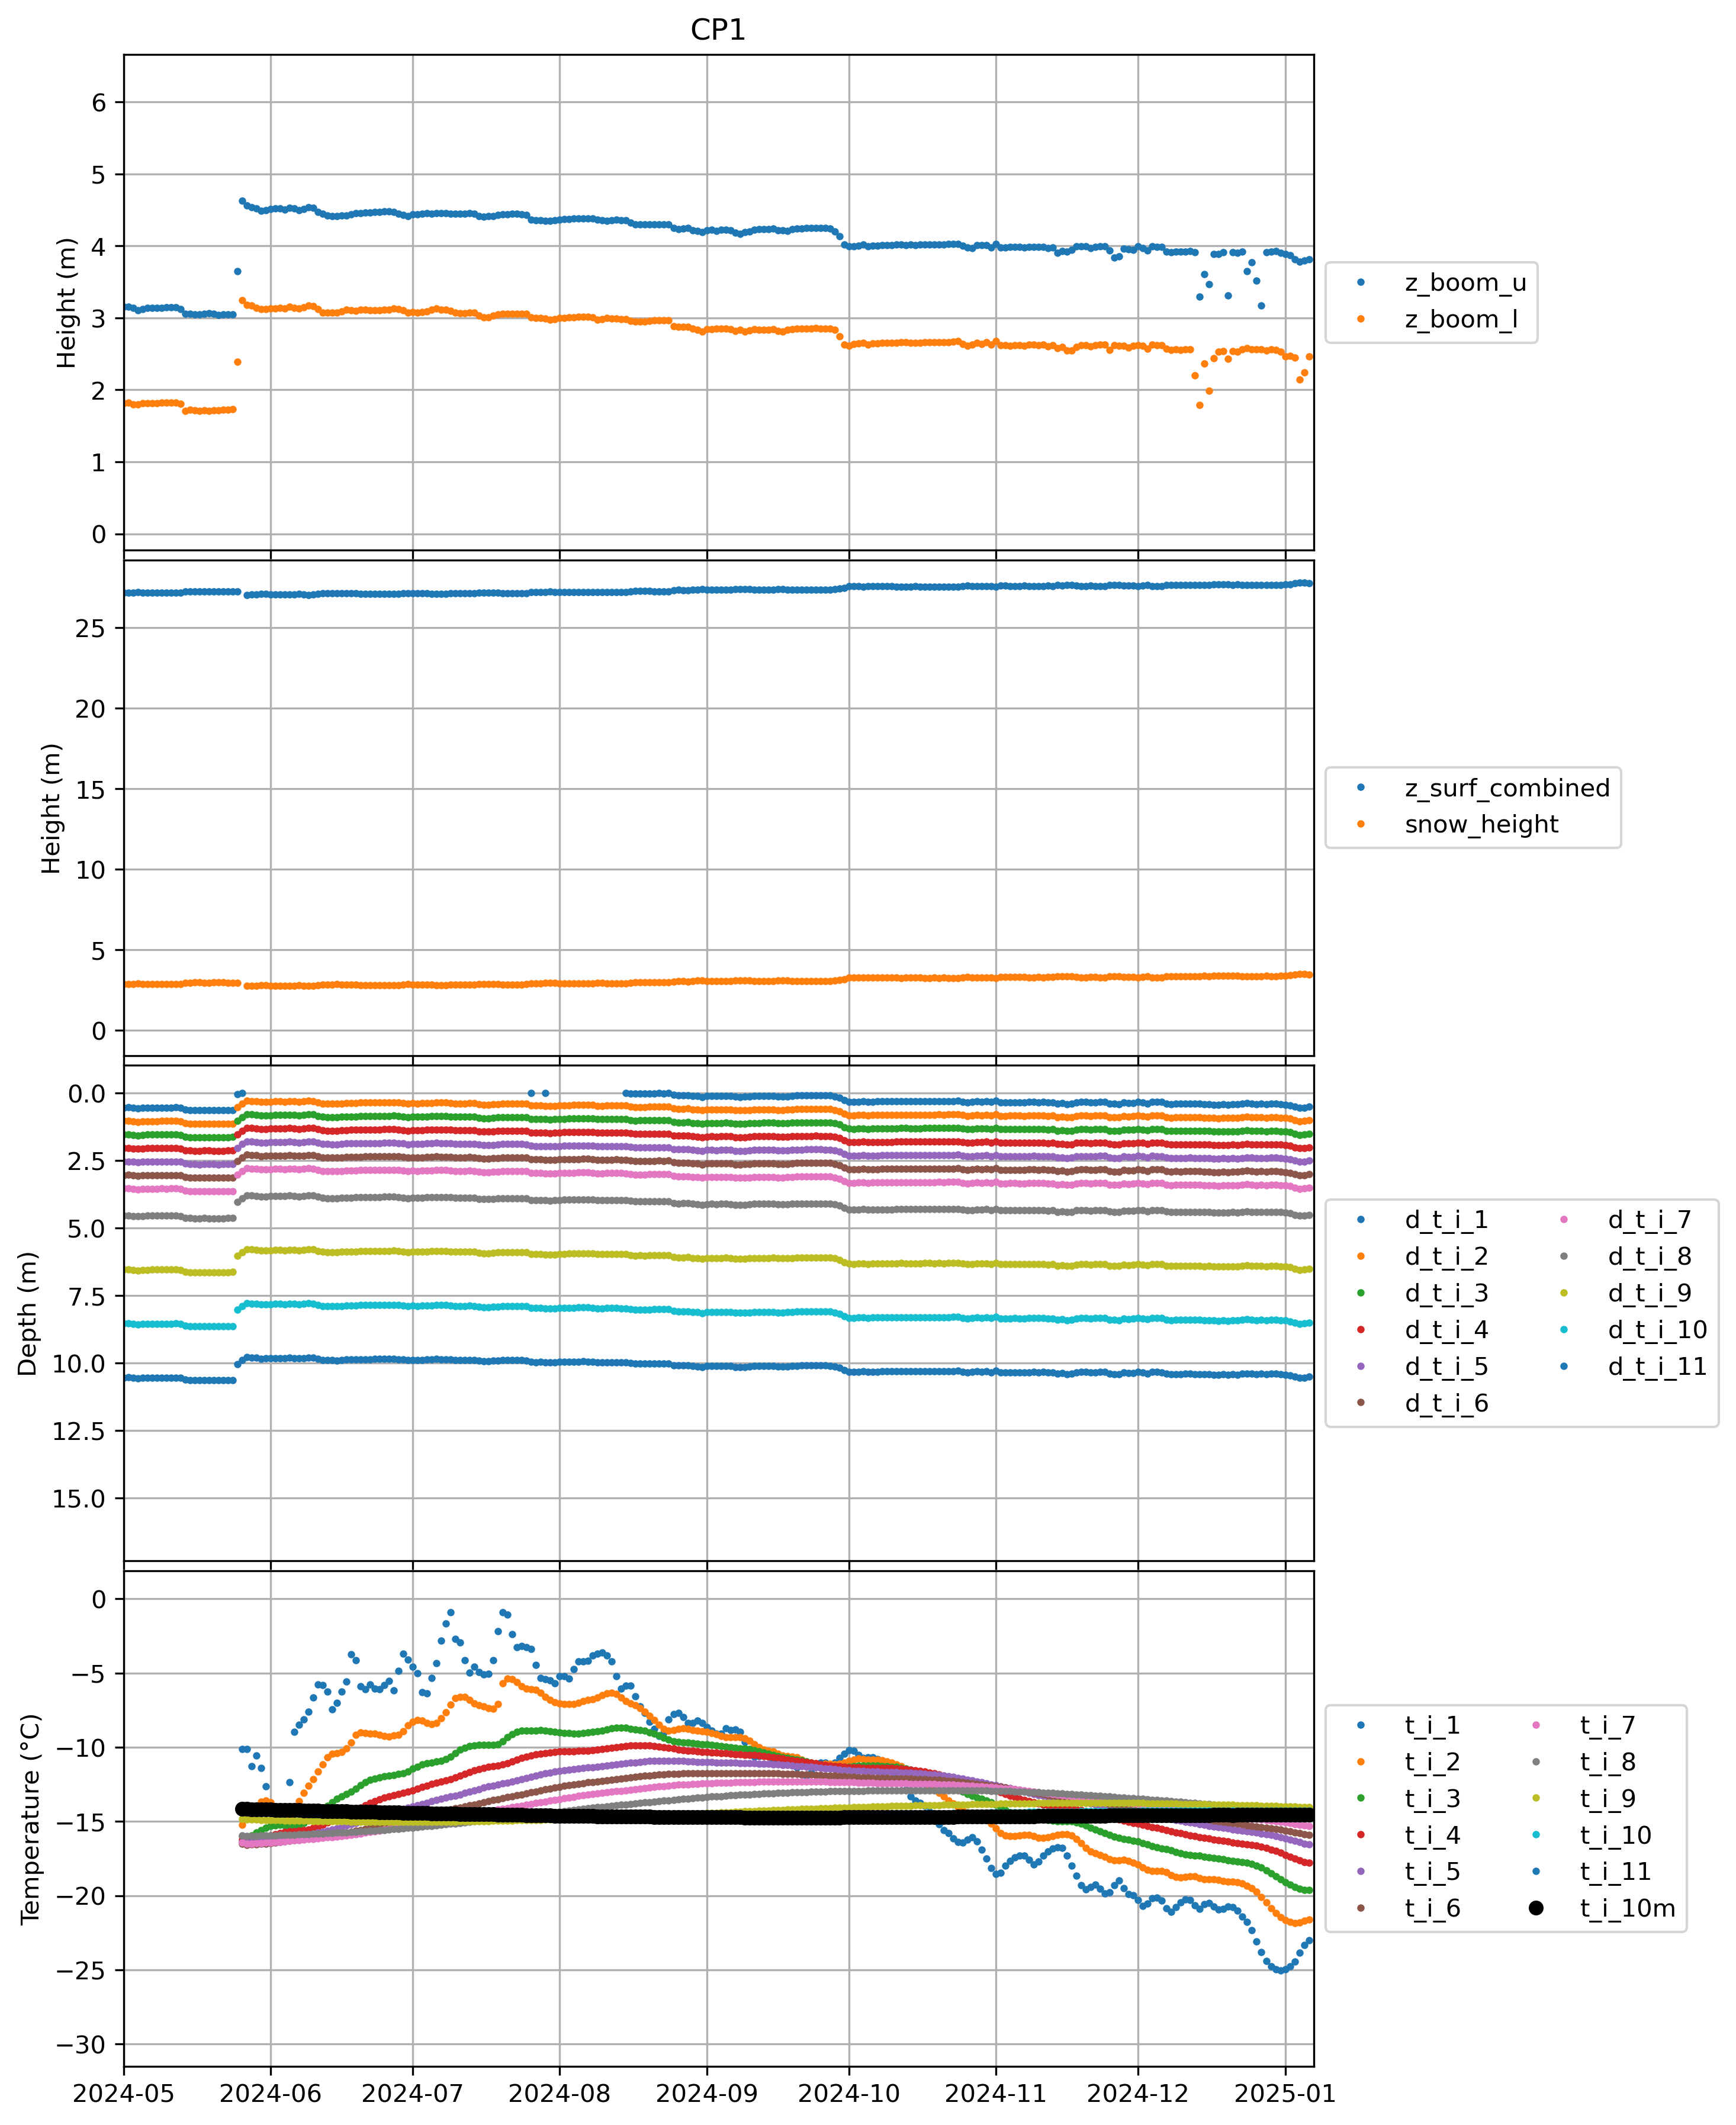 CP1
6
5
4
3
2
1
0
Height (m)
z_boom_u
z_boom_l
25
20
15
10
5
0
Height (m)
z_surf_combined
snow_height
0.0
2.5
5.0
7.5
10.0
12.5
15.0
Depth (m)
d_t_i_1 d_t_i_7
d_t_i_2 d_t_i_8
d_t_i_3 d_t_i_9
d_t_i_4 d_t_i_10
d_t_i_5 d_t_i_11
d_t_i_6
0
−5
−10
−15
−20
−25
−30
Temperature (°C)
t_i_1 t_i_7
t_i_2 t_i_8
t_i_3 t_i_9
t_i_4 t_i_10
t_i_5 t_i_11
t_i_6 t_i_10m
2024-05 2024-06 2024-07 2024-08 2024-09 2024-10 2024-11 2024-12 2025-01